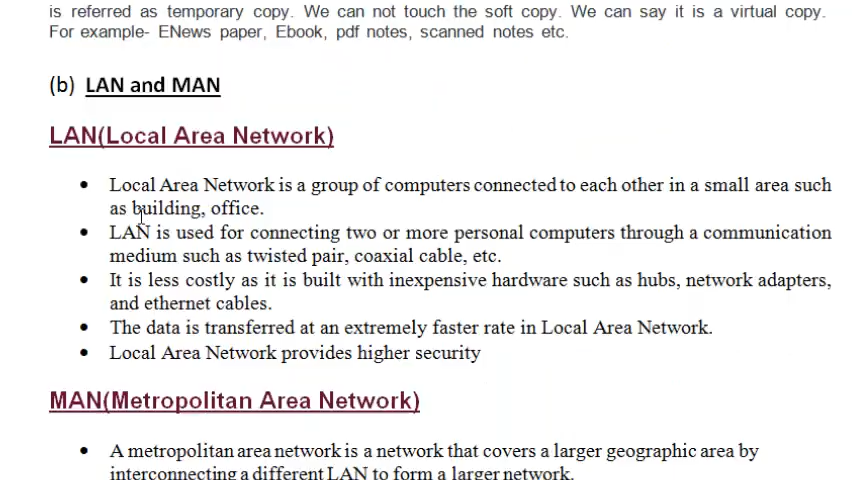 is referred as temporary copy. We can not touch the soft copy. We can say it is a virtual copy.
For example- ENews paper, Ebook, pdf notes, scanned notes etc.
(b) LAN and MAN
LAN(Local Area Network)
• Local Area Network is a group of computers connected to each other in a small area such
as building, office.
• LAN is used for connecting two or more personal computers through a communication
medium such as twisted pair, coaxial cable, etc.
• It is less costly as it is built with inexpensive hardware such as hubs, network adapters,
and ethernet cables.
• The data is transferred at an extremely faster rate in Local Area Network.
• Local Area Network provides higher security
MAN(Metropolitan Area Network)
• A metropolitan area network is a network that covers a larger geographic area by
interconnecting a different LAN to form a larger network.